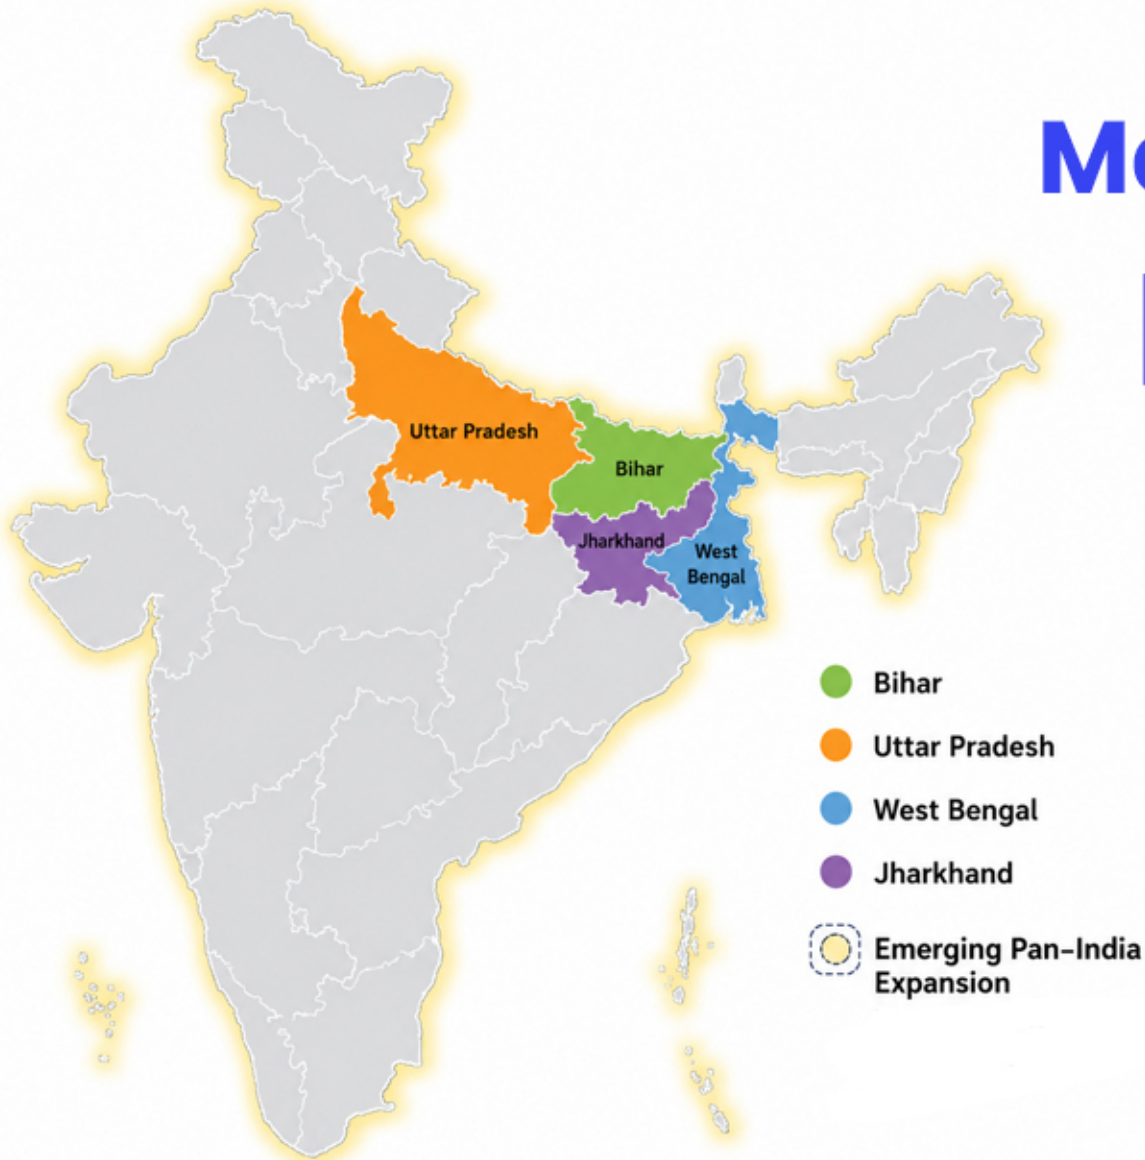 Uttar Pradesh
Bihar
Jharkhand
West
Bengal
Bihar
Uttar Pradesh
West Bengal
Jharkhand
Emerging Pan-India
Expansion